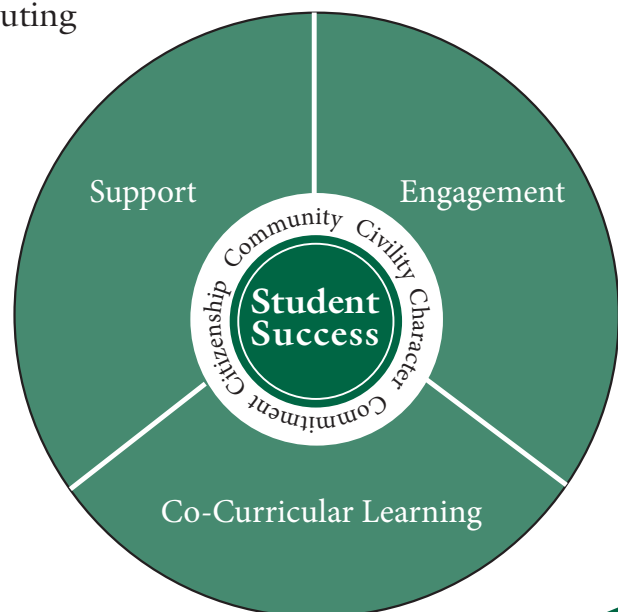 uting
Support
Engagement
Community Civility Character Commitment Citizenship
Student
Success
Co-Curricular Learning